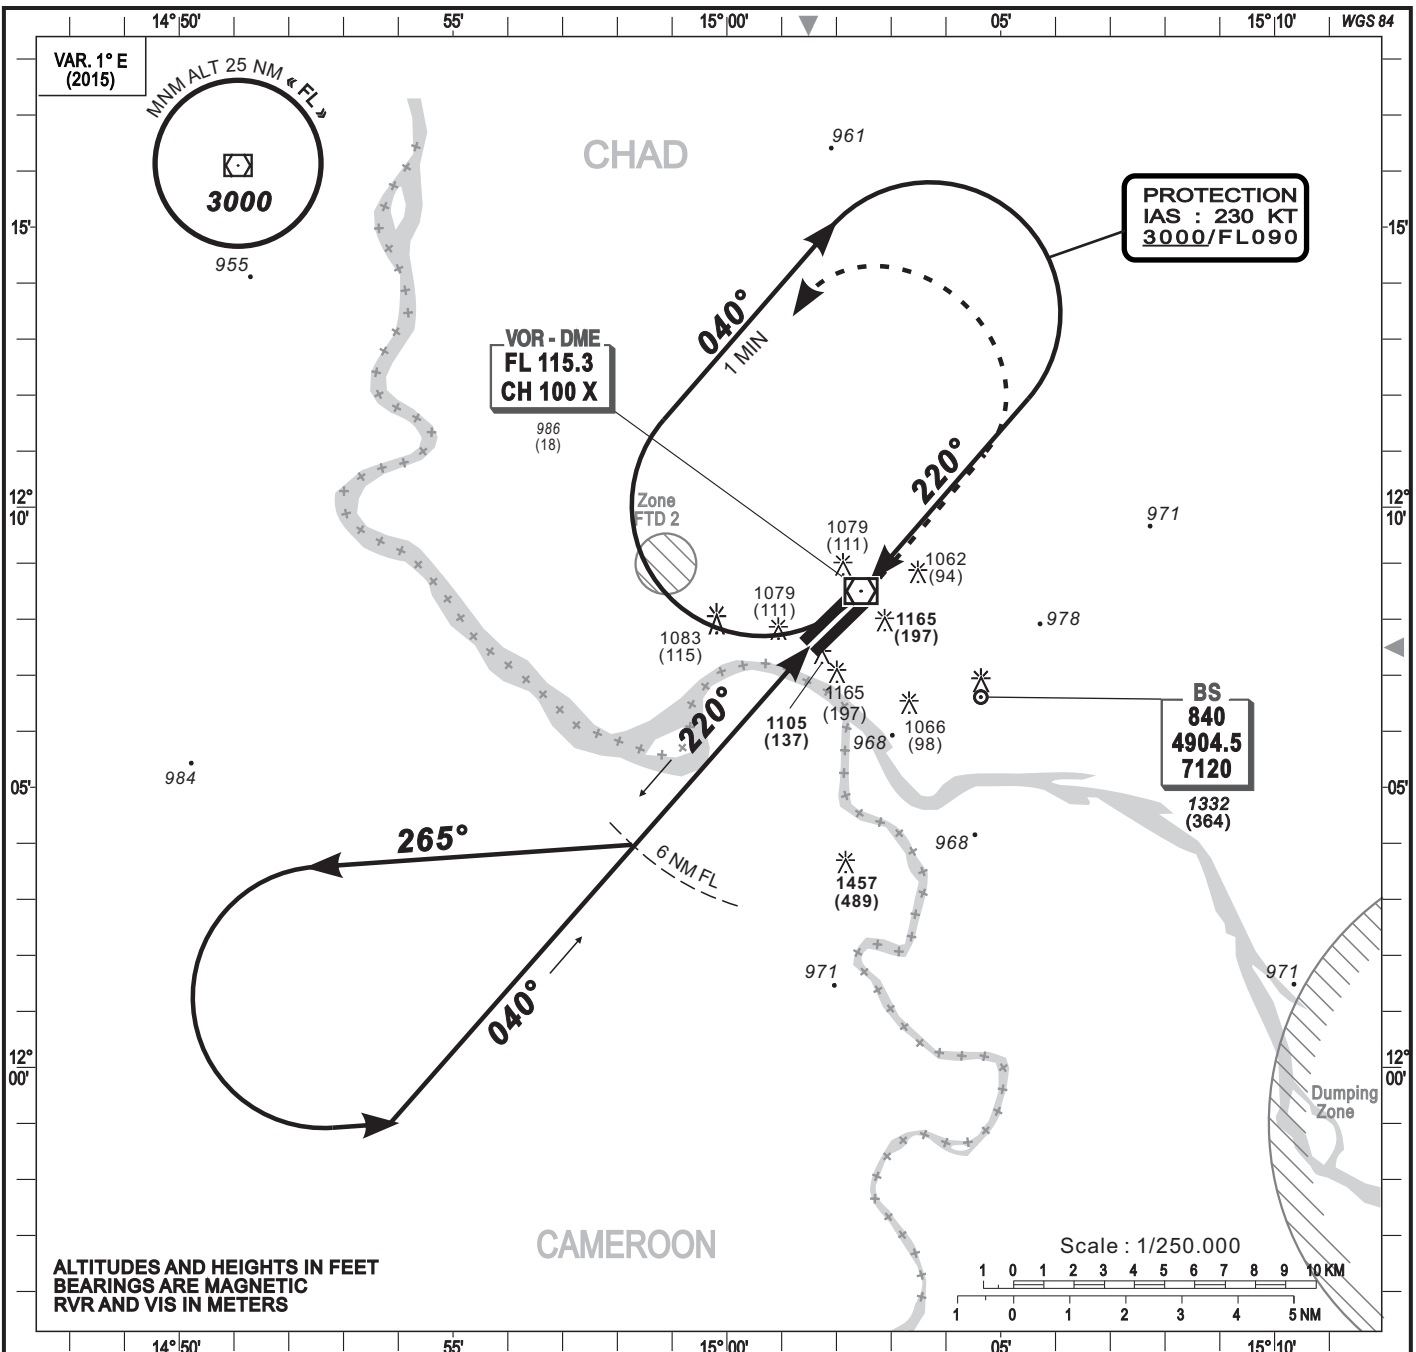 14° 50' 55' 15° 00' 05' 15° 10' WGS 84
VAR. 1° E
(2015)
MNM ALT 25 NM « FL »
3000
955
CHAD
961
PROTECTION
IAS : 230 KT
3000/FL090
15'
15'
040°
1 MIN
VOR - DME
FL 115.3
CH 100 X
986
(18)
220°
12°
10'
12°
10'
Zone
FTD 2
971
1079
(111)
1062
(94)
1079
(111)
1165
(197)
978
1083
(115)
1165
(197)
1105
(137)
1066
(98)
968
220°
BS
840
4904.5
7120
1332
(364)
984
05'
05'
265°
6 NM FL
968
1457
(489)
971
971
040°
12°
00'
12°
00'
Dumping
Zone
CAMEROON
ALTITUDES AND HEIGHTS IN FEET
BEARINGS ARE MAGNETIC
RVR AND VIS IN METERS
Scale : 1/250.000
1 0 1 2 3 4 5 6 7 8 9 10 KM
1 0 1 2 3 4 5 NM
14° 50' 55' 15° 00' 05' 15° 10'